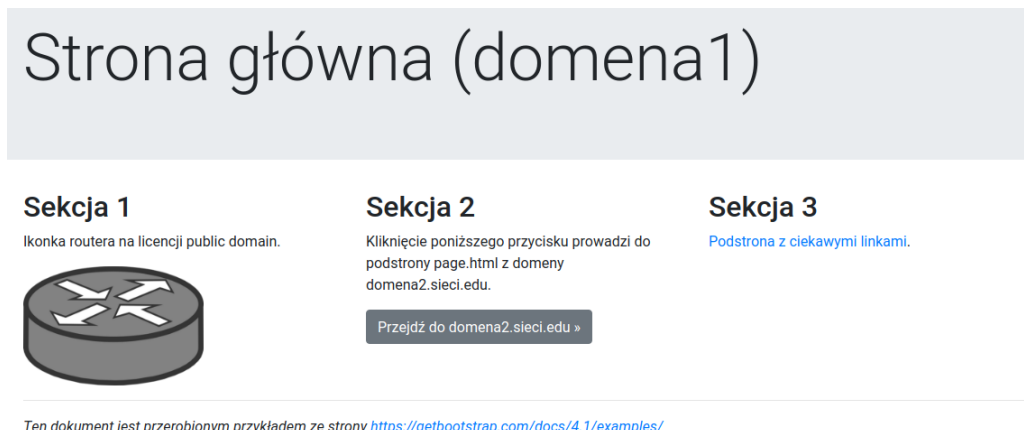 Strona główna (domena1)
Sekcja 1
Ikonka routera na licencji public domain.
Sekcja 2
Kliknięcie poniższego przycisku prowadzi do
podstrony page.html z domeny
domena2.sieci.edu.
Przejdź do domena2.sieci.edu »
Sekcja 3
Podstrona z ciekawymi linkami.
Ten dokument jest przerobionym przykładem ze strony https://getbootstrap.com/docs/4.1/examples/